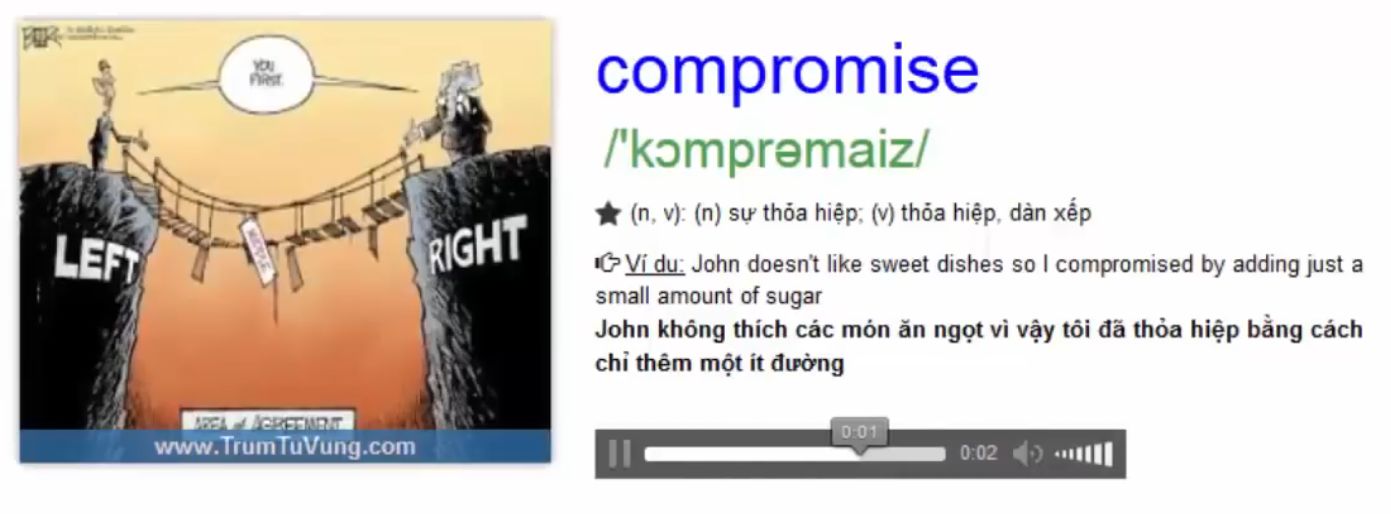 YOU
FIRST.
LEFT
RIGHT
MIDDLE
AREA of AGREEMENT
www.TrumTuVung.com
compromise
/'kɔmprəmaiz/
(n, v): (n) sự thỏa hiệp; (v) thỏa hiệp, dàn xếp
Ví dụ: John doesn't like sweet dishes so I compromised by adding just a
small amount of sugar
John không thích các món ăn ngọt vì vậy tôi đã thỏa hiệp bằng cách
chỉ thêm một ít đường
0:01
0:02